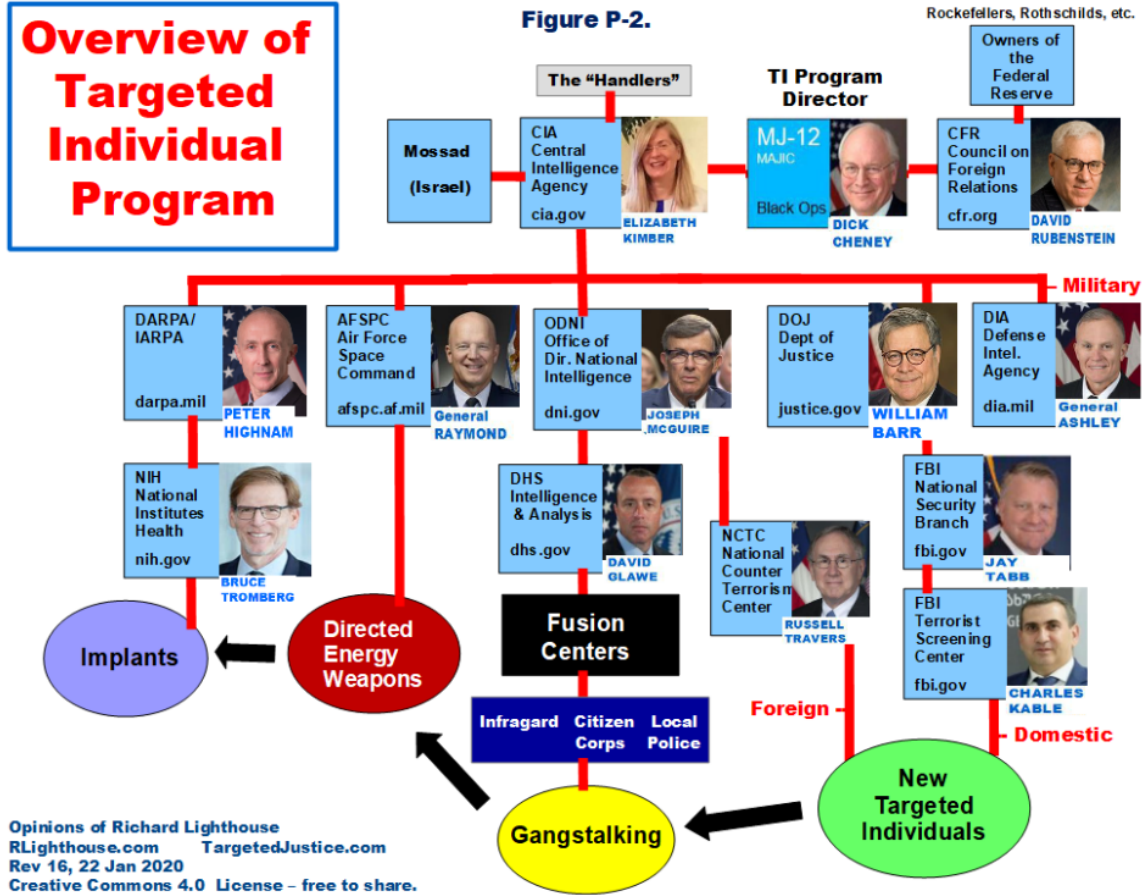 Overview of
Targeted
Individual
Program
Figure P-2.
Rockefellers, Rothschilds, etc.
Owners of
the
Federal
Reserve
The “Handlers”
TI Program
Director
Mossad
(Israel)
CIA
Central
Intelligence
Agency
cia.gov
ELIZABETH
KIMBER
MJ-12
MAJIC
Black Ops
DICK
CHENEY
CFR
Council on
Foreign
Relations
cfr.org
DAVID
RUBENSTEIN
Military
DARPA/
IARPA
darpa.mil
PETER
HIGHNAM
AFSPC
Air Force
Space
Command
afspc.af.mil
General
RAYMOND
ODNI
Office of
Dir. National
Intelligence
dni.gov
JOSEPH
MCGUIRE
DOJ
Dept of
Justice
justice.gov
WILLIAM
BARR
DIA
Defense
Intel.
Agency
dia.mil
General
ASHLEY
NIH
National
Institutes
Health
nih.gov
BRUCE
TROMBERG
DHS
Intelligence
& Analysis
dhs.gov
DAVID
GLAWE
NCTC
National
Counter
Terrorism
Center
RUSSELL
TRAVERS
FBI
National
Security
Branch
fbi.gov
JAY
TABB
FBI
Terrorist
Screening
Center
fbi.gov
CHARLES
KABLE
Implants
Directed
Energy
Weapons
Fusion
Centers
Infragard Citizen Local
Corps Police
Foreign -
- Domestic
Gangstalking
New
Targeted
Individuals
Opinions of Richard Lighthouse
RLighthouse.com TargetedJustice.com
Rev 16, 22 Jan 2020
Creative Commons 4.0 License – free to share.